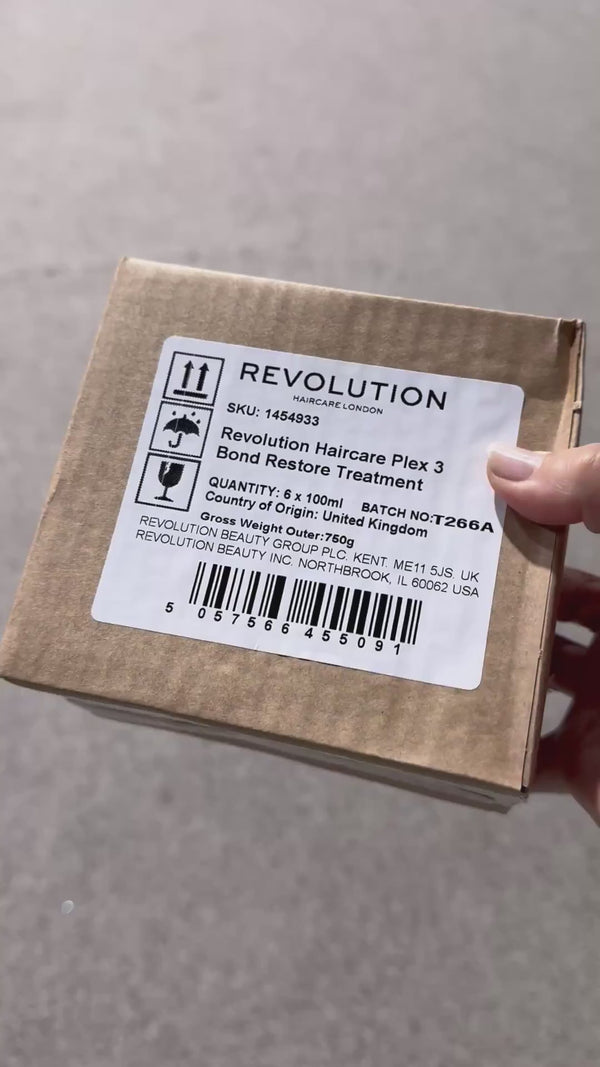 REVOLUTION
HAIRCARE LONDON
SKU: 1454933
Revolution Haircare Plex 3
Bond Restore Treatment
QUANTITY: 6 x 100ml BATCH NO:T266A
Country of Origin: United Kingdom
Gross Weight Outer:750g
REVOLUTION BEAUTY GROUP PLC. KENT. ME11 5JS. UK
REVOLUTION BEAUTY INC. NORTHBROOK, IL 60062 USA
5 057566 455091